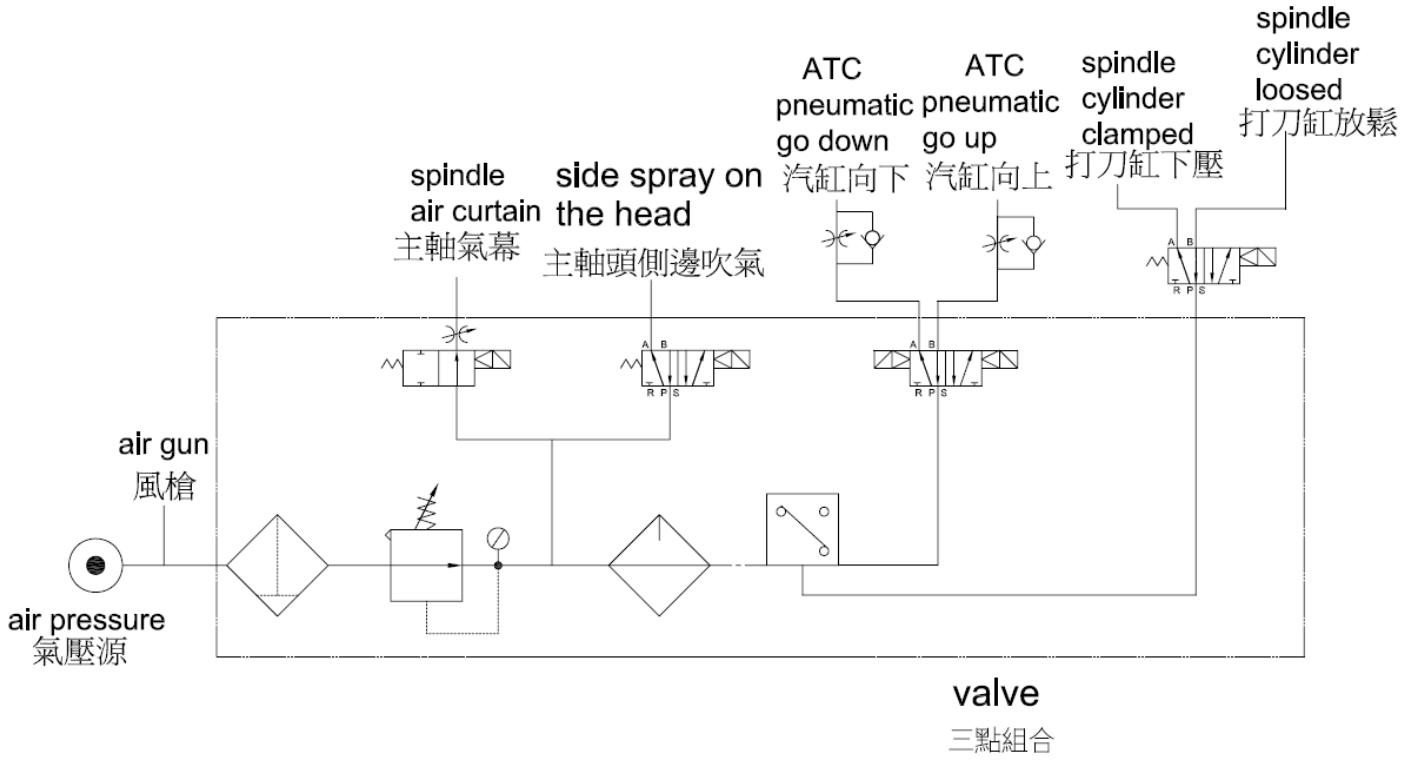 spindle
cylinder
loosed
打刀缸放鬆
spindle
cylinder
clamped
打刀缸下壓
ATC
pneumatic
go up
汽缸向上
ATC
pneumatic
go down
汽缸向下
side spray on
the head
主軸頭側邊吹氣
spindle
air curtain
主軸氣幕
A B
R P S
A B
R P S
A B
R P S
air gun
風槍
air pressure
氣壓源
valve
三點組合